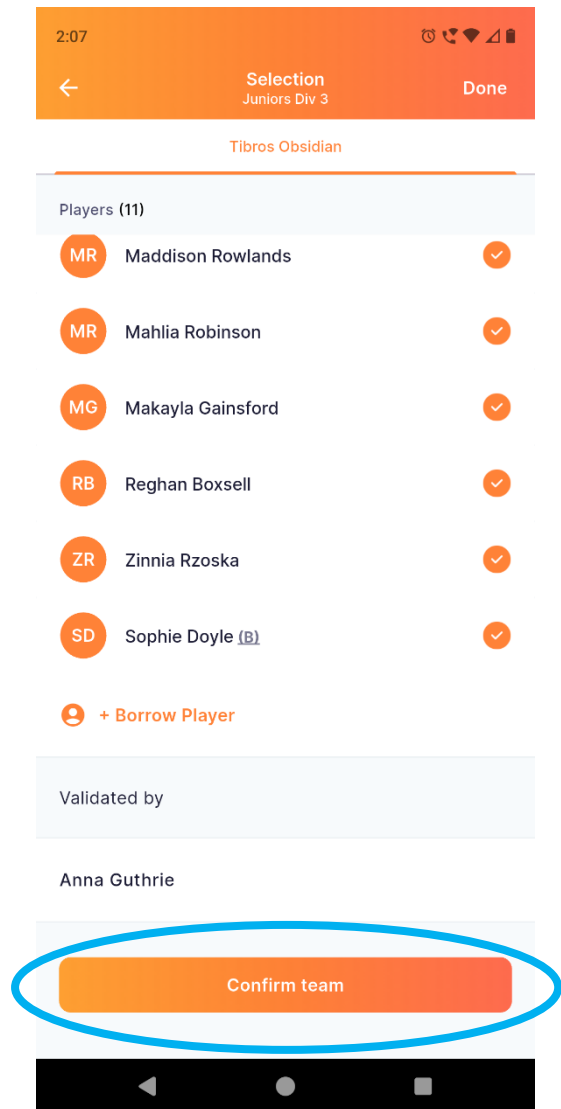 2:07
Selection
Juniors Div 3
Done
Tibros Obsidian
Players (11)
MR Maddison Rowlands
MR Mahlia Robinson
MG Makayla Gainsford
RB Reghan Boxsell
ZR Zinnia Rzoska
SD Sophie Doyle (B)
+ Borrow Player
Validated by
Anna Guthrie
Confirm team